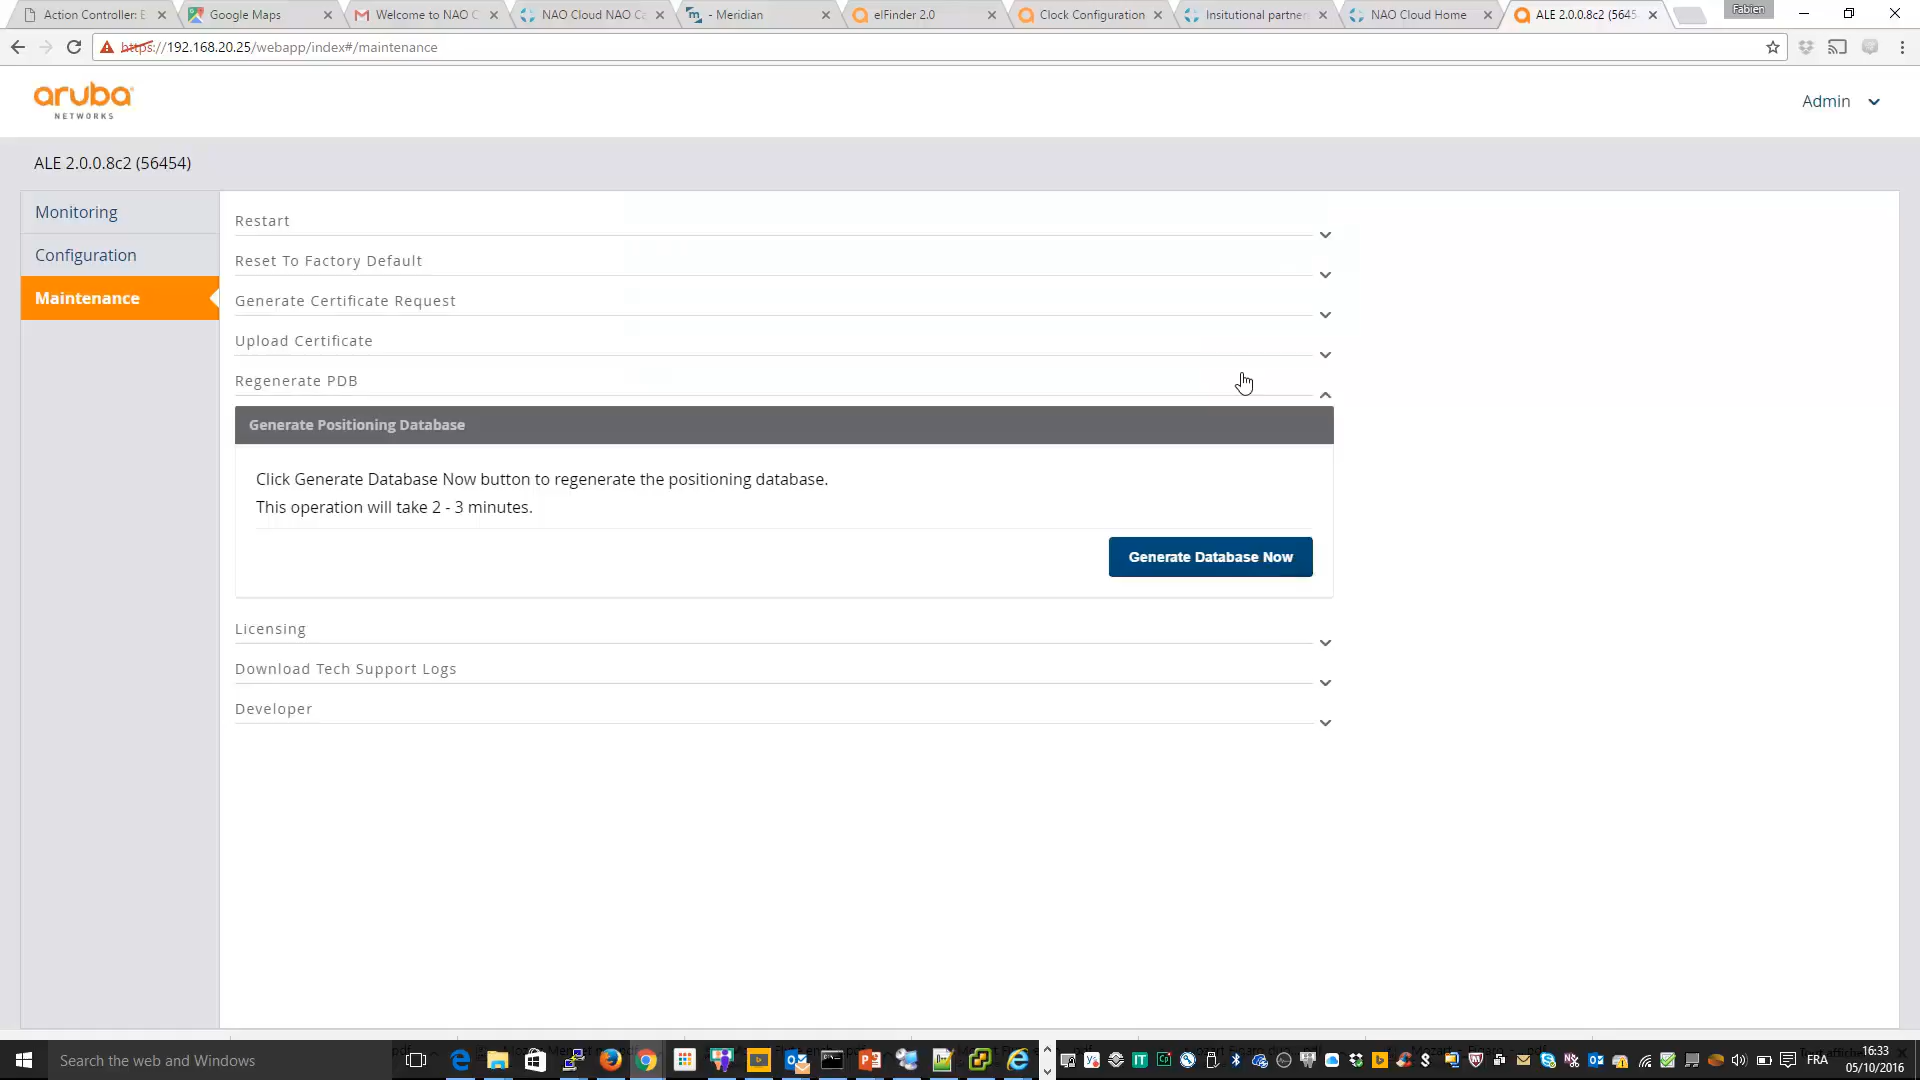 Action Controller: E
Google Maps
Welcome to NAO C
NAO Cloud NAO Ca
- Meridian
elFinder 2.0
Clock Configuration
Insitutional partner
NAO Cloud Home
ALE 2.0.0.8c2 (5645
Fabien
https://192.168.20.25/webapp/index#/maintenance
aruba
NETWORKS
Admin
ALE 2.0.0.8c2 (56454)
Monitoring
Configuration
Maintenance
Restart
Reset To Factory Default
Generate Certificate Request
Upload Certificate
Regenerate PDB
Generate Positioning Database
Click Generate Database Now button to regenerate the positioning database.
This operation will take 2 - 3 minutes.
Generate Database Now
Licensing
Download Tech Support Logs
Developer
Search the web and Windows
FRA
16:33
05/10/2016